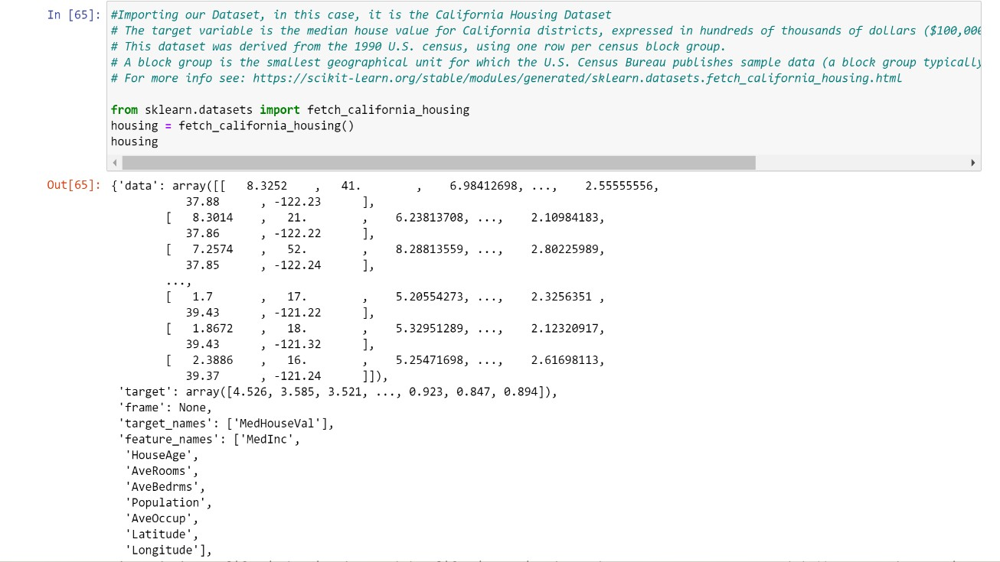 In [65]: #Importing our Dataset, in this case, it is the California Housing Dataset
# The target variable is the median house value for California districts, expressed in hundreds of thousands of dollars ($100,000
# This dataset was derived from the 1990 U.S. census, using one row per census block group.
# A block group is the smallest geographical unit for which the U.S. Census Bureau publishes sample data (a block group typically
# For more info see: https://scikit-learn.org/stable/modules/generated/sklearn.datasets.fetch_california_housing.html
from sklearn.datasets import fetch_california_housing
housing = fetch_california_housing()
housing
Out[65]: {'data': array([[   8.3252    ,   41.        ,    6.98412698, ...,    2.55555556,
37.88      , -122.23      ],
[   8.3014    ,   21.        ,    6.23813708, ...,    2.10984183,
37.86      , -122.22      ],
[   7.2574    ,   52.        ,    8.28813559, ...,    2.80225989,
37.85      , -122.24      ],
...,
[   1.7       ,   17.        ,    5.20554273, ...,    2.3256351 ,
39.43      , -121.22      ],
[   1.8672    ,   18.        ,    5.32951289, ...,    2.12320917,
39.43      , -121.32      ],
[   2.3886    ,   16.        ,    5.25471698, ...,    2.61698113,
39.37      , -121.24      ]]),
'target': array([4.526, 3.585, 3.521, ..., 0.923, 0.847, 0.894]),
'frame': None,
'target_names': ['MedHouseVal'],
'feature_names': ['MedInc',
'HouseAge',
'AveRooms',
'AveBedrms',
'Population',
'AveOccup',
'Latitude',
'Longitude'],